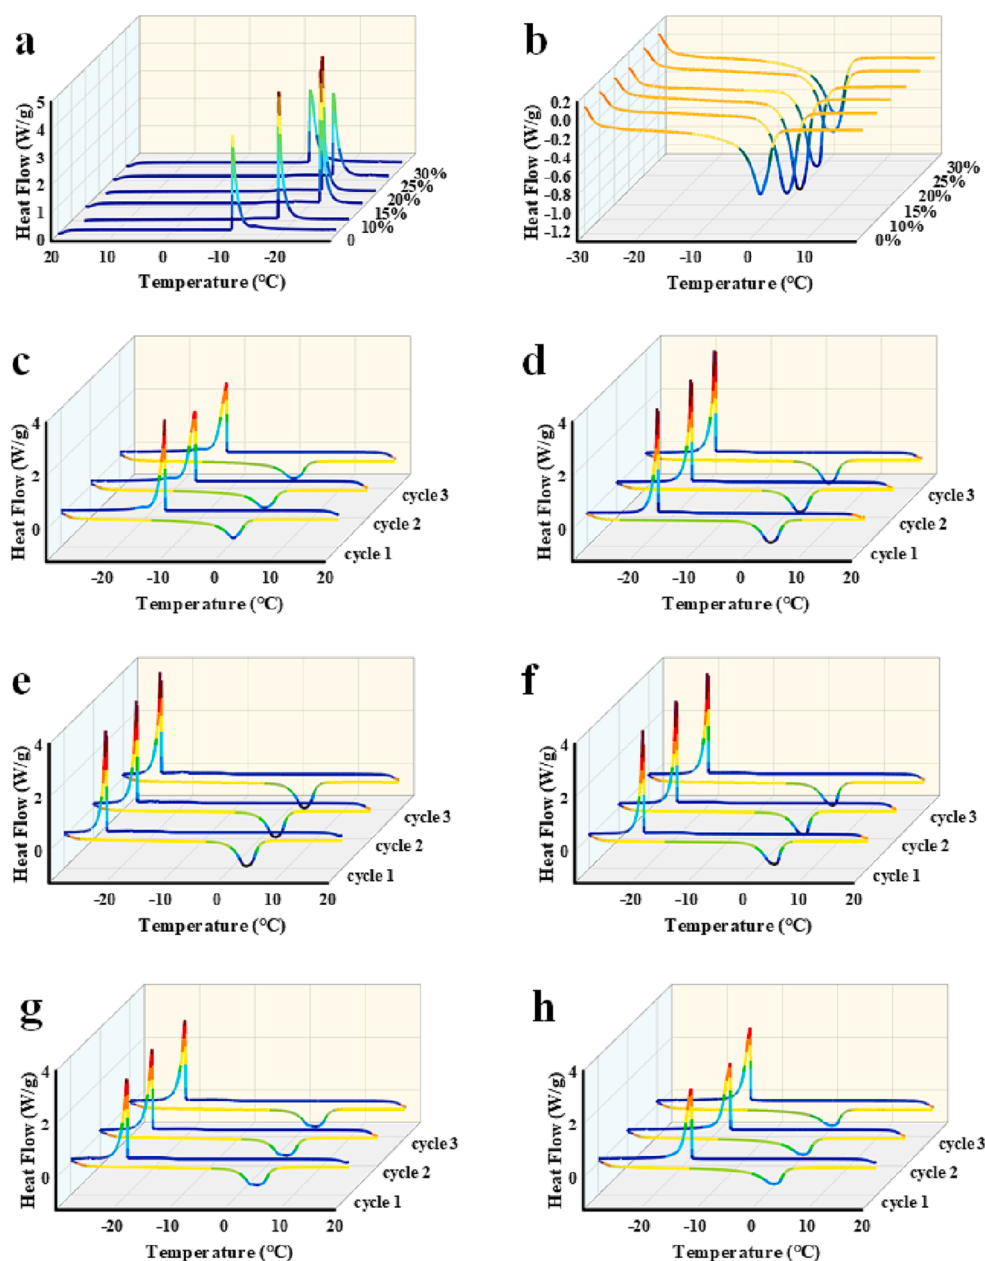 a
Heat Flow (W/g)
5
4
3
2
1
0
30%
25%
20%
15%
10%
0
20 10 0 -10 -20
Temperature (°C)
b
Heat Flow (W/g)
0.2
0.0
-0.2
-0.4
-0.6
-0.8
-1.0
-1.2
30%
25%
20%
15%
10%
0%
-30 -20 -10 0 10
Temperature (°C)
c
Heat Flow (W/g)
4
2
0
cycle 3
cycle 2
cycle 1
-20 -10 0 10 20
Temperature (°C)
d
Heat Flow (W/g)
4
2
0
cycle 3
cycle 2
cycle 1
-20 -10 0 10 20
Temperature (°C)
e
Heat Flow (W/g)
4
2
0
cycle 3
cycle 2
cycle 1
-20 -10 0 10 20
Temperature (°C)
f
Heat Flow (W/g)
4
2
0
cycle 3
cycle 2
cycle 1
-20 -10 0 10 20
Temperature (°C)
g
Heat Flow (W/g)
4
2
0
cycle 3
cycle 2
cycle 1
-20 -10 0 10 20
Temperature (°C)
h
Heat Flow (W/g)
4
2
0
cycle 3
cycle 2
cycle 1
-20 -10 0 10 20
Temperature (°C)